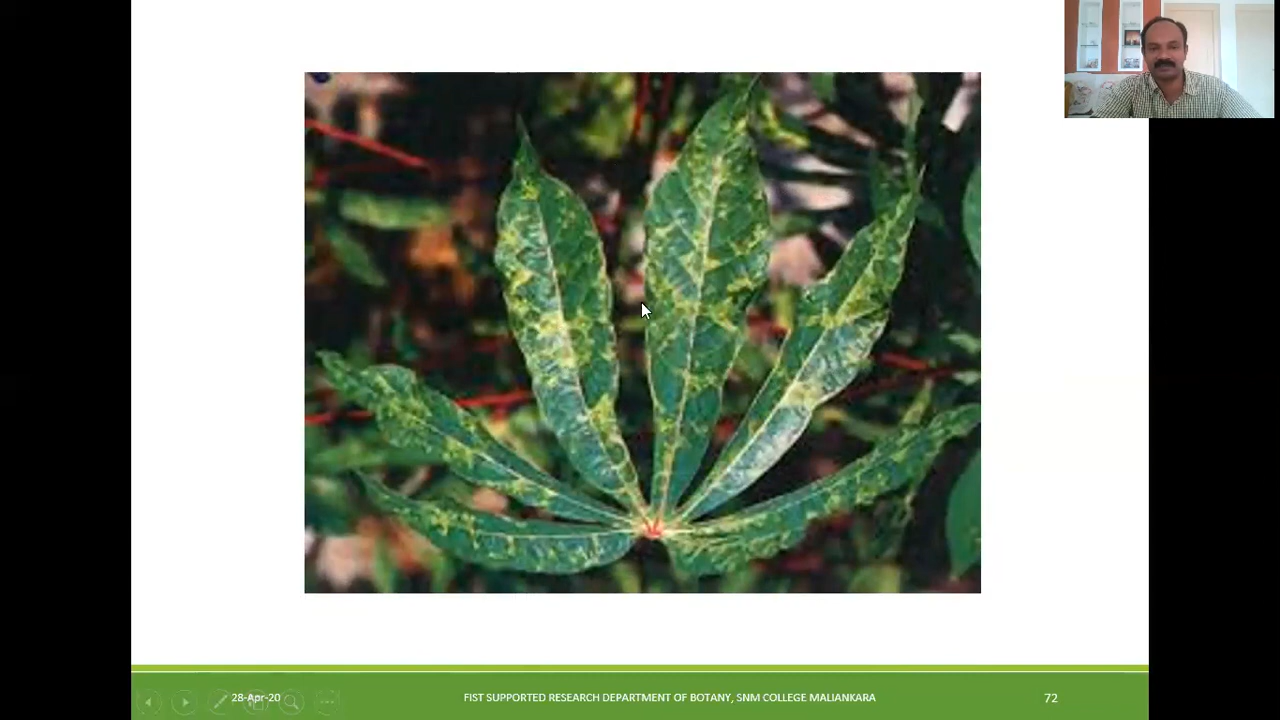 28-Apr-20
FIST SUPPORTED RESEARCH DEPARTMENT OF BOTANY, SNM COLLEGE MALIANKARA
72